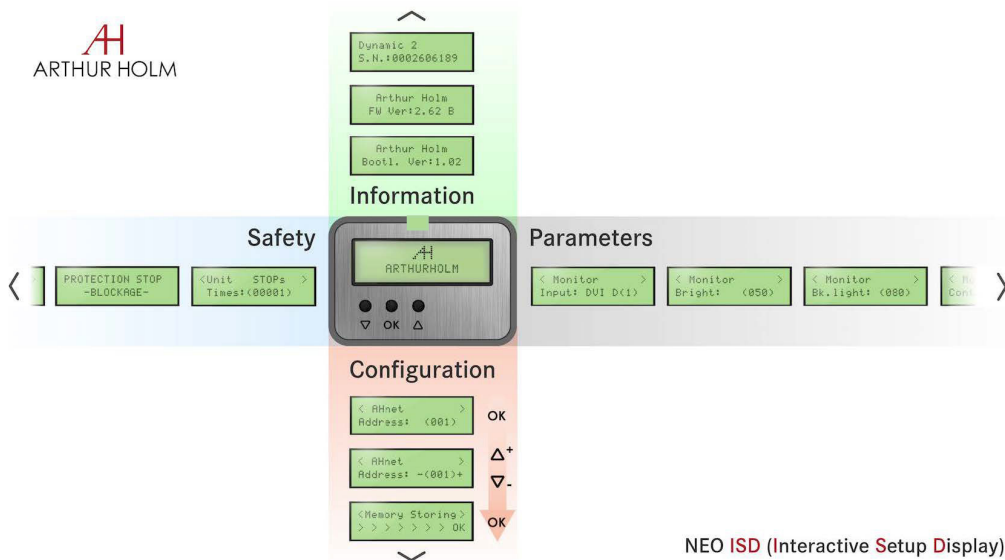 ARTHUR HOLM
Dynamic 2
S.N.:0002606189
Arthur Holm
FW Ver:2.62 B
Arthur Holm
Bootl. Ver:1.02
Information
Safety
Parameters
PROTECTION STOP
-BLOCKAGE-
<Unit STOPs >
Times:(00001)
ARTHURHOLM
OK
< Monitor >
Input: DVI D(1)
< Monitor >
Bright: (050)
< Monitor >
Bk.light: (080)
Configuration
< AHnet >
Address: (001)
OK
< AHnet >
Address: -(001)+
+
-
<Memory Storing>
> > > > > > > OK
OK
NEO ISD (Interactive Setup Display)